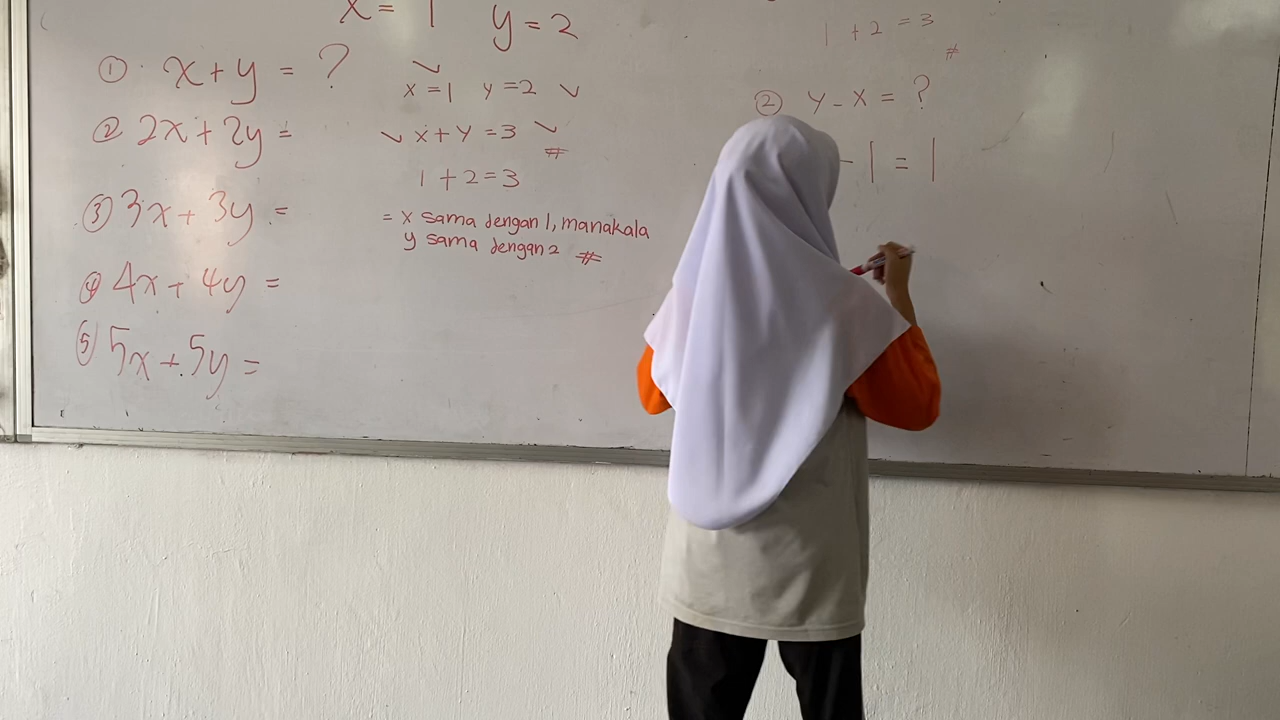 x = 1 y = 2
① x + y = ?
② 2x + 2y =
③ 3x + 3y =
④ 4x + 4y =
⑤ 5x + 5y =
x = 1 y = 2
x + y = 3 #
1 + 2 = 3
= x sama dengan 1, manakala
y sama dengan 2 #
1 + 2 = 3
#
② y - x = ?
- 1 = 1